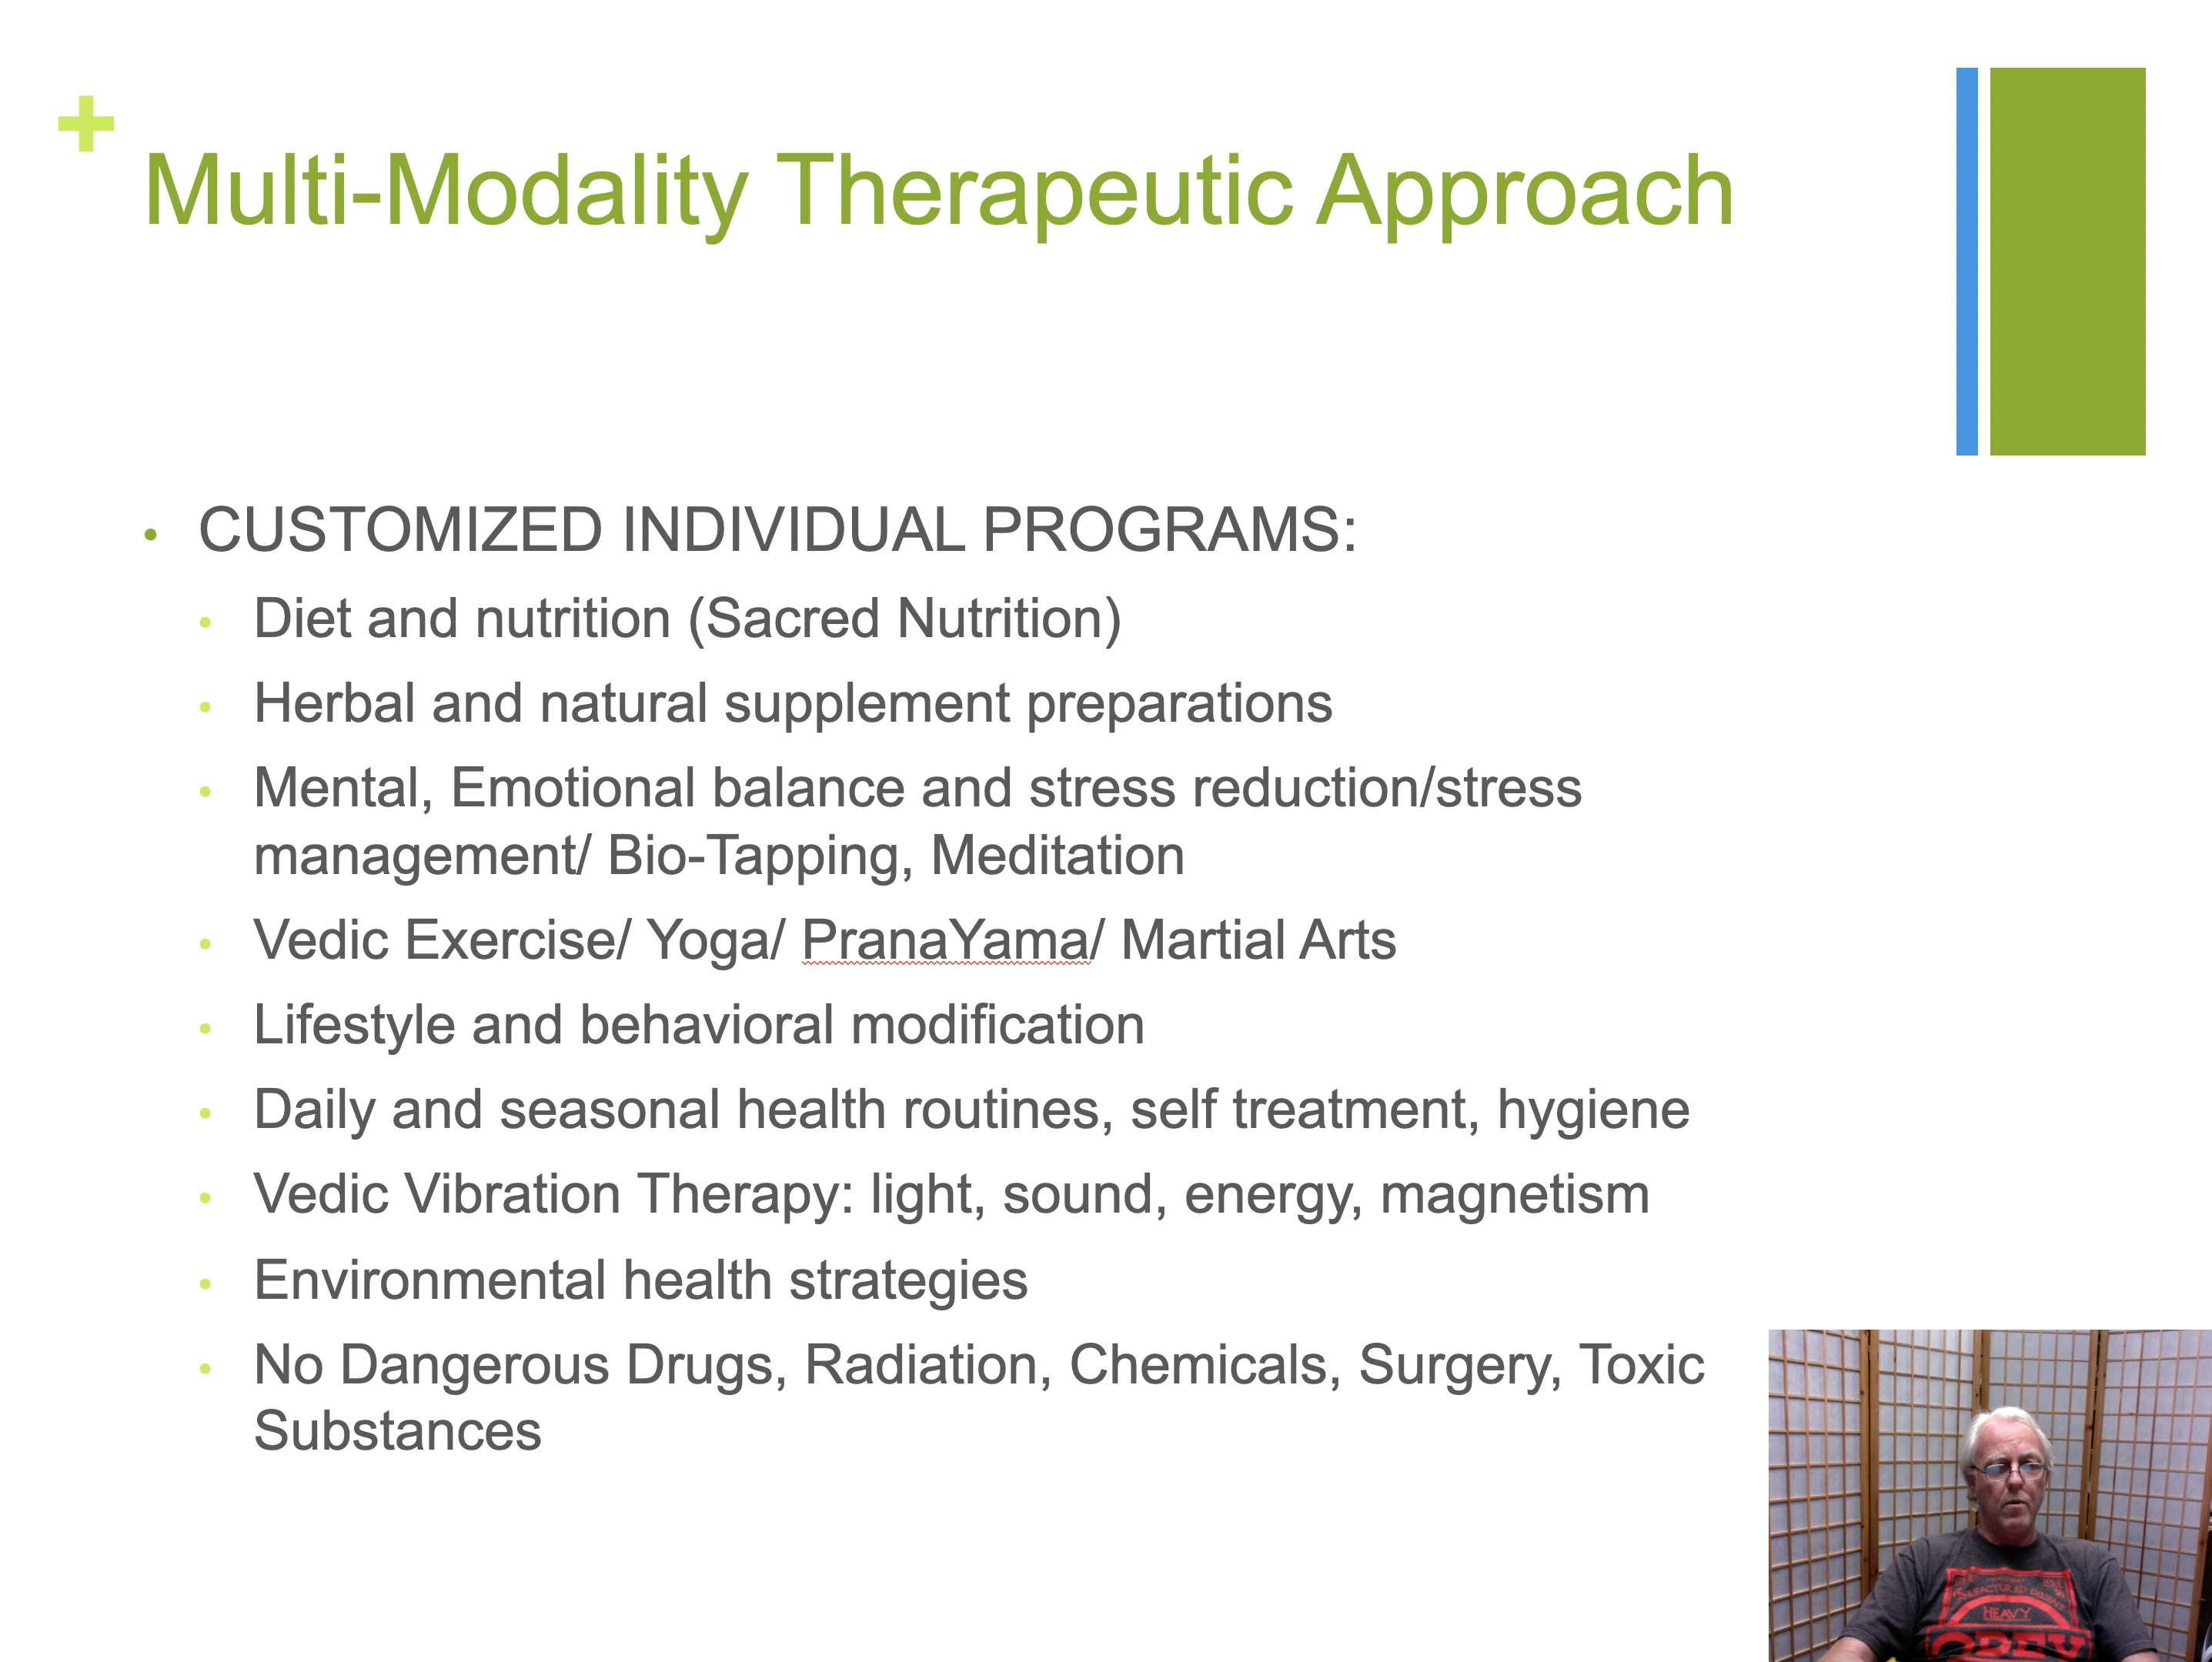 Multi-Modality Therapeutic Approach
CUSTOMIZED INDIVIDUAL PROGRAMS:
Diet and nutrition (Sacred Nutrition)
Herbal and natural supplement preparations
Mental, Emotional balance and stress reduction/stress
management/ Bio-Tapping, Meditation
Vedic Exercise/ Yoga/ PranaYama/ Martial Arts
Lifestyle and behavioral modification
Daily and seasonal health routines, self treatment, hygiene
Vedic Vibration Therapy: light, sound, energy, magnetism
Environmental health strategies
No Dangerous Drugs, Radiation, Chemicals, Surgery, Toxic
Substances
HEAVY
OBEY